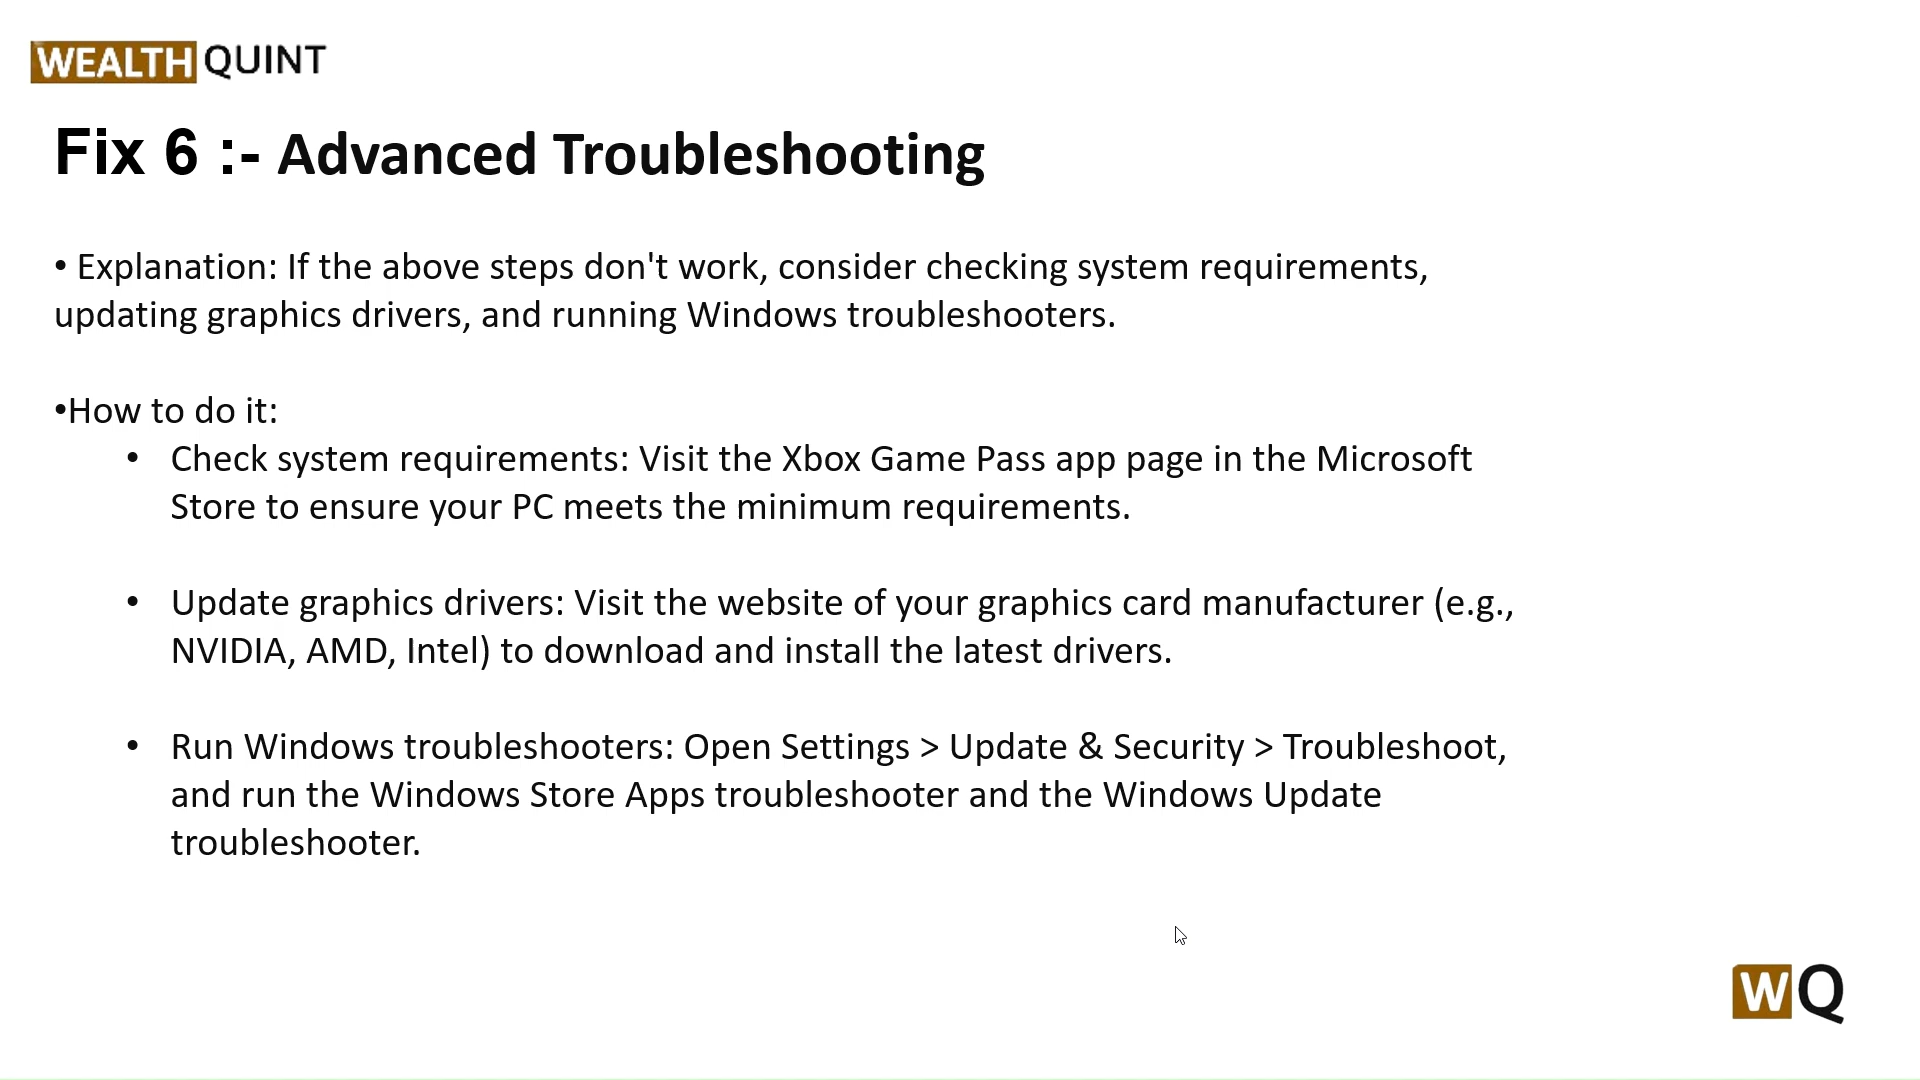 WEALTH QUINT
Fix 6 :- Advanced Troubleshooting
• Explanation: If the above steps don't work, consider checking system requirements,
updating graphics drivers, and running Windows troubleshooters.
•How to do it:
• Check system requirements: Visit the Xbox Game Pass app page in the Microsoft
Store to ensure your PC meets the minimum requirements.
• Update graphics drivers: Visit the website of your graphics card manufacturer (e.g.,
NVIDIA, AMD, Intel) to download and install the latest drivers.
• Run Windows troubleshooters: Open Settings > Update & Security > Troubleshoot,
and run the Windows Store Apps troubleshooter and the Windows Update
troubleshooter.
WQ